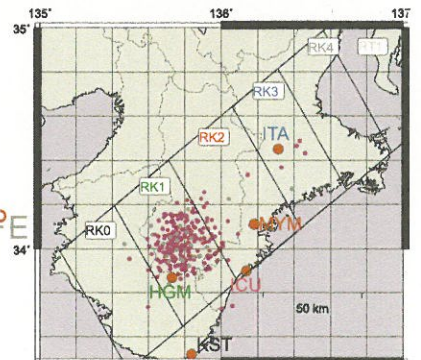 135° 136° 137°
35°
RK4
RK3
ITA
RK2
RK1
RK0
MYM
34°
HGM
ICU
50 km
KST